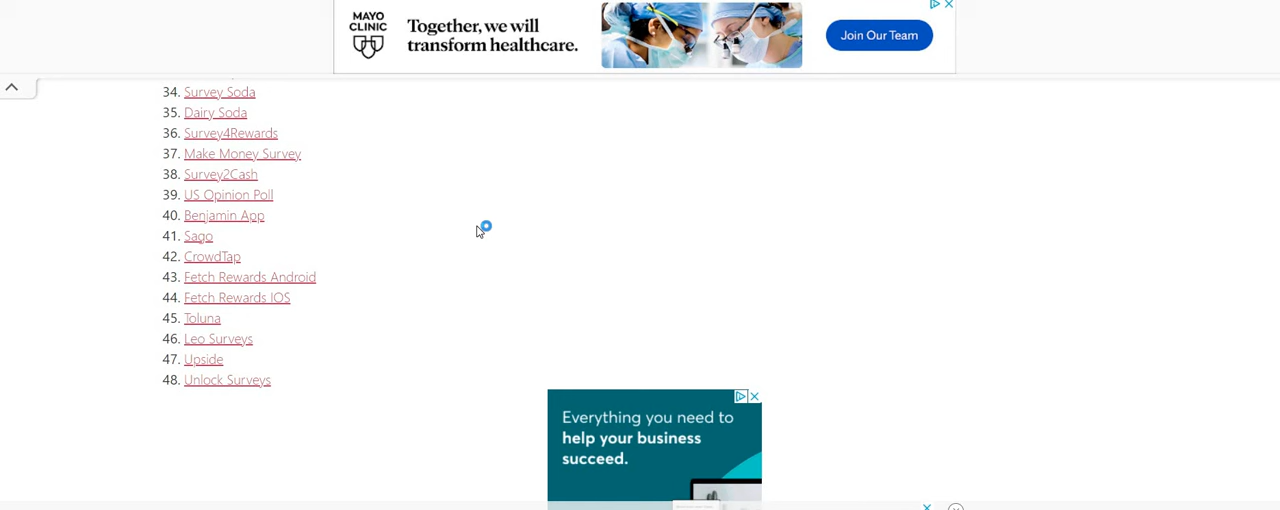 MAYO
CLINIC
Together, we will
transform healthcare.
Join Our Team
34. Survey Soda
35. Dairy Soda
36. Survey4Rewards
37. Make Money Survey
38. Survey2Cash
39. US Opinion Poll
40. Benjamin App
41. Sago
42. CrowdTap
43. Fetch Rewards Android
44. Fetch Rewards IOS
45. Toluna
46. Leo Surveys
47. Upside
48. Unlock Surveys
Everything you need to
help your business
succeed.